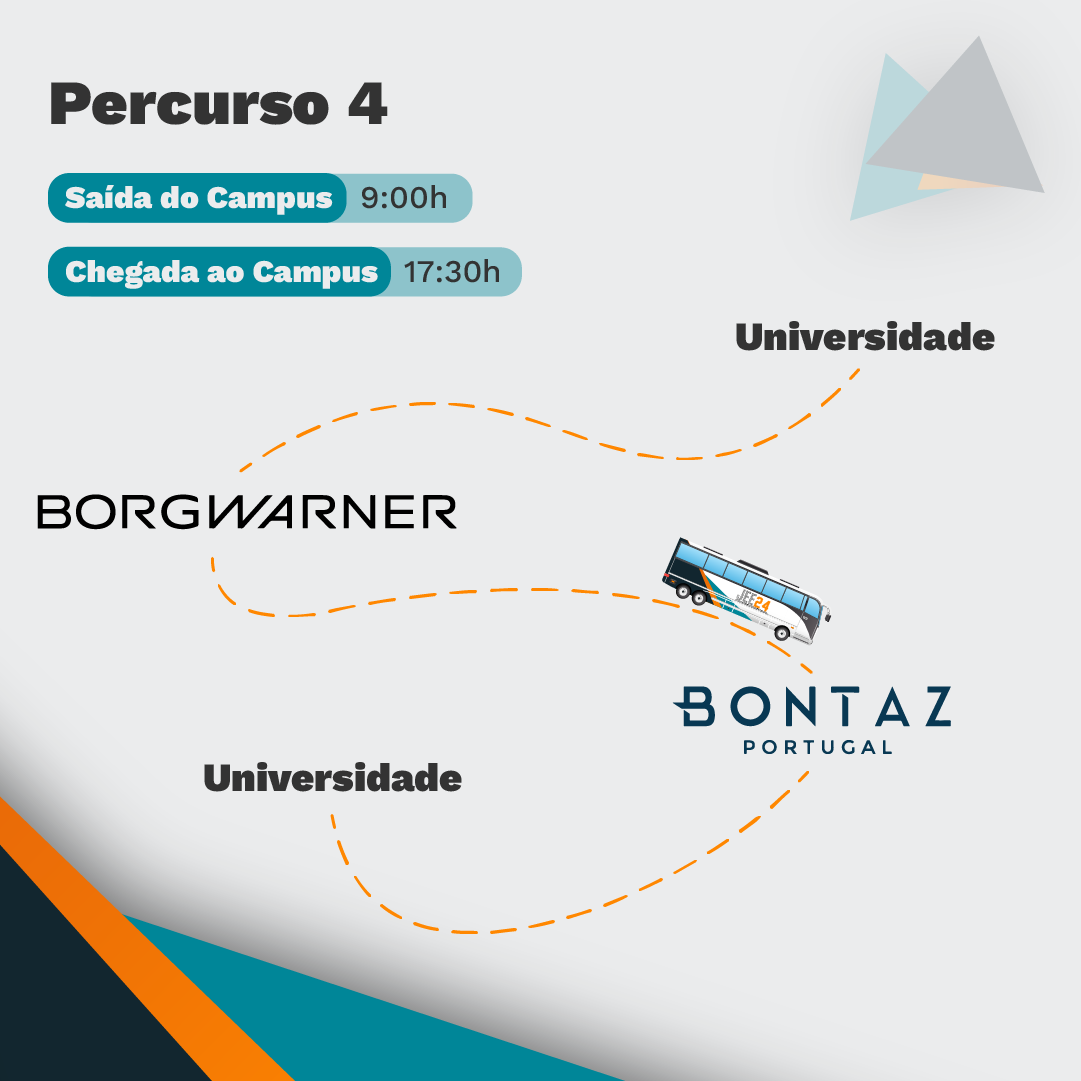 Percurso 4
Saída do Campus 9:00h
Chegada ao Campus 17:30h
Universidade
BORGWARNER
JEE24
BONTAZ
PORTUGAL
Universidade